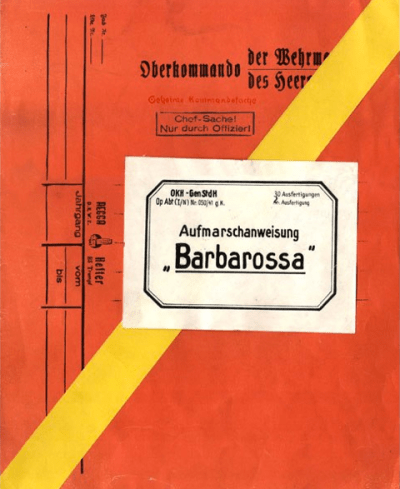 der Wehrma
Oberkommando
des Heere
Geheime Kommandosache
Chef-Sache!
Nur durch Offizier!
OKH - GenStdH
Op Abt (I/N) Nr. 050/41 g.K.
30 Ausfertigungen
Ausfertigung
Aufmarschanweisung
„Barbarossa“
Jahrgang
bis
vom
Hefter